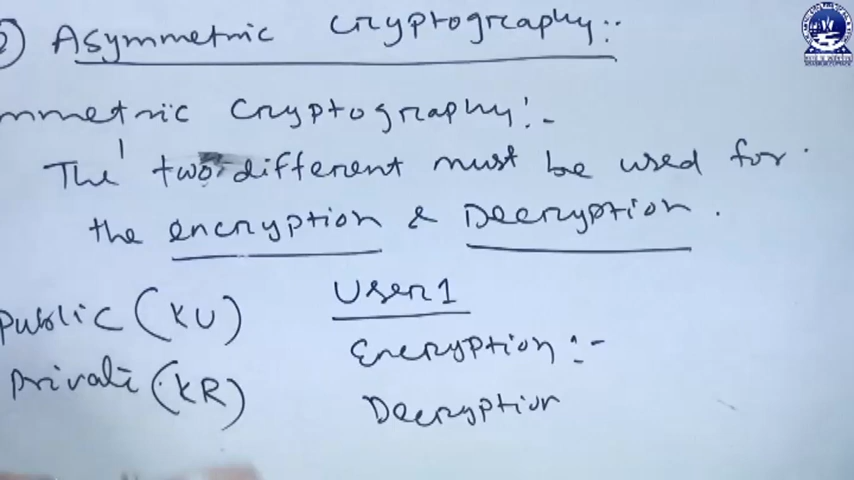 2) Asymmetric Cryptography:-
mmetric Cryptography:-
The two different must be used for
the encryption & Decryption.
Public (KU)
Private (KR)
User1
Encryption :-
Decryption